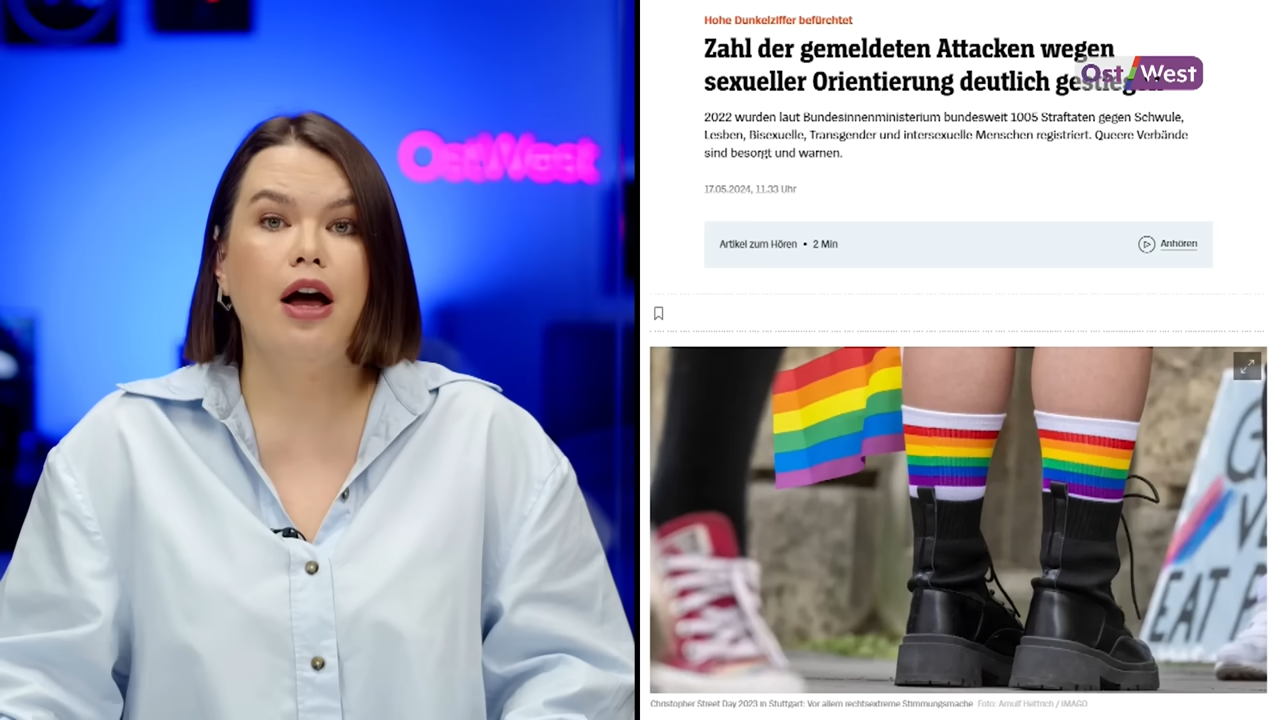 OstWest
Hohe Dunkelziffer befürchtet
Zahl der gemeldeten Attacken wegen
sexueller Orientierung deutlich gestiegen
Ost/West
2022 wurden laut Bundesinnenministerium bundesweit 1005 Straftaten gegen Schwule,
Lesben, Bisexuelle, Transgender und intersexuelle Menschen registriert. Queere Verbände
sind besorgt und warnen.
17.05.2024, 11.33 Uhr
Artikel zum Hören • 2 Min
Anhören
EAT
Christopher Street Day 2023 in Stuttgart: Vor allem rechtsextreme Stimmungsmache Foto: Arnulf Hettrich / IMAGO